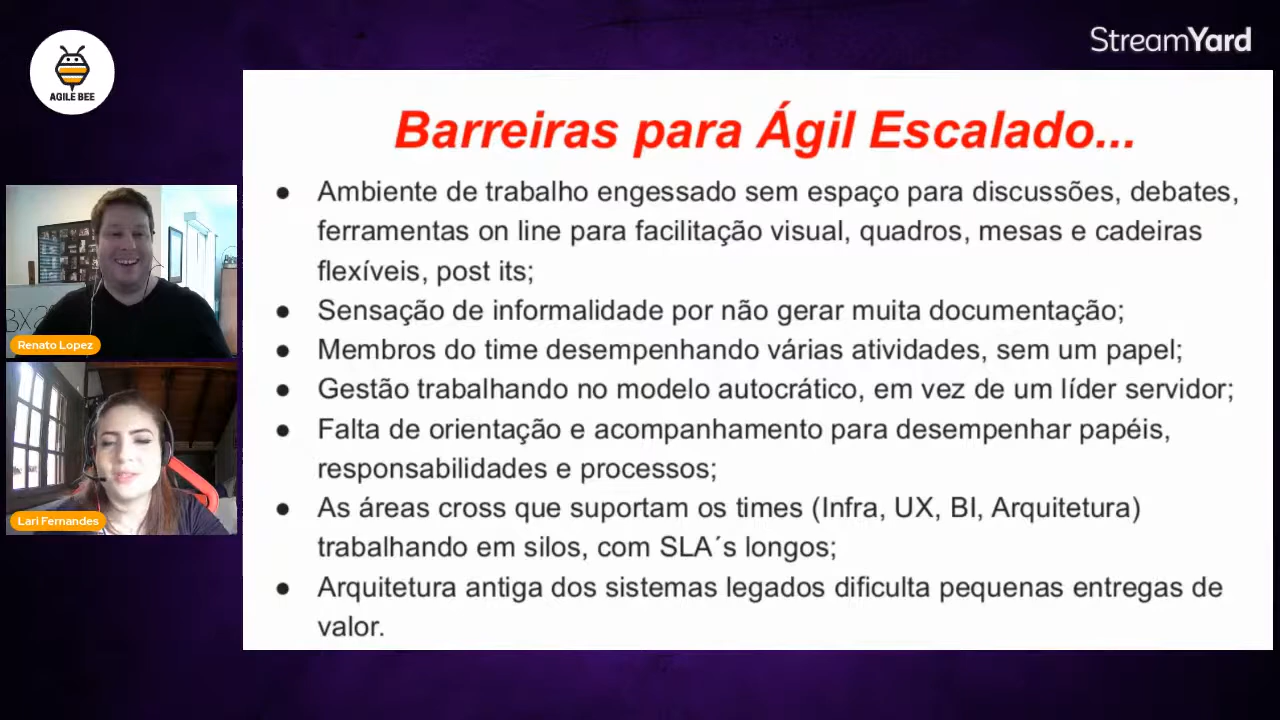 StreamYard
AGILE BEE
Barreiras para Ágil Escalado...
● Ambiente de trabalho engessado sem espaço para discussões, debates,
ferramentas on line para facilitação visual, quadros, mesas e cadeiras
flexíveis, post its;
● Sensação de informalidade por não gerar muita documentação;
● Membros do time desempenhando várias atividades, sem um papel;
● Gestão trabalhando no modelo autocrático, em vez de um líder servidor;
● Falta de orientação e acompanhamento para desempenhar papéis,
responsabilidades e processos;
● As áreas cross que suportam os times (Infra, UX, BI, Arquitetura)
trabalhando em silos, com SLA´s longos;
● Arquitetura antiga dos sistemas legados dificulta pequenas entregas de
valor.
Renato Lopez
Lari Fernandes